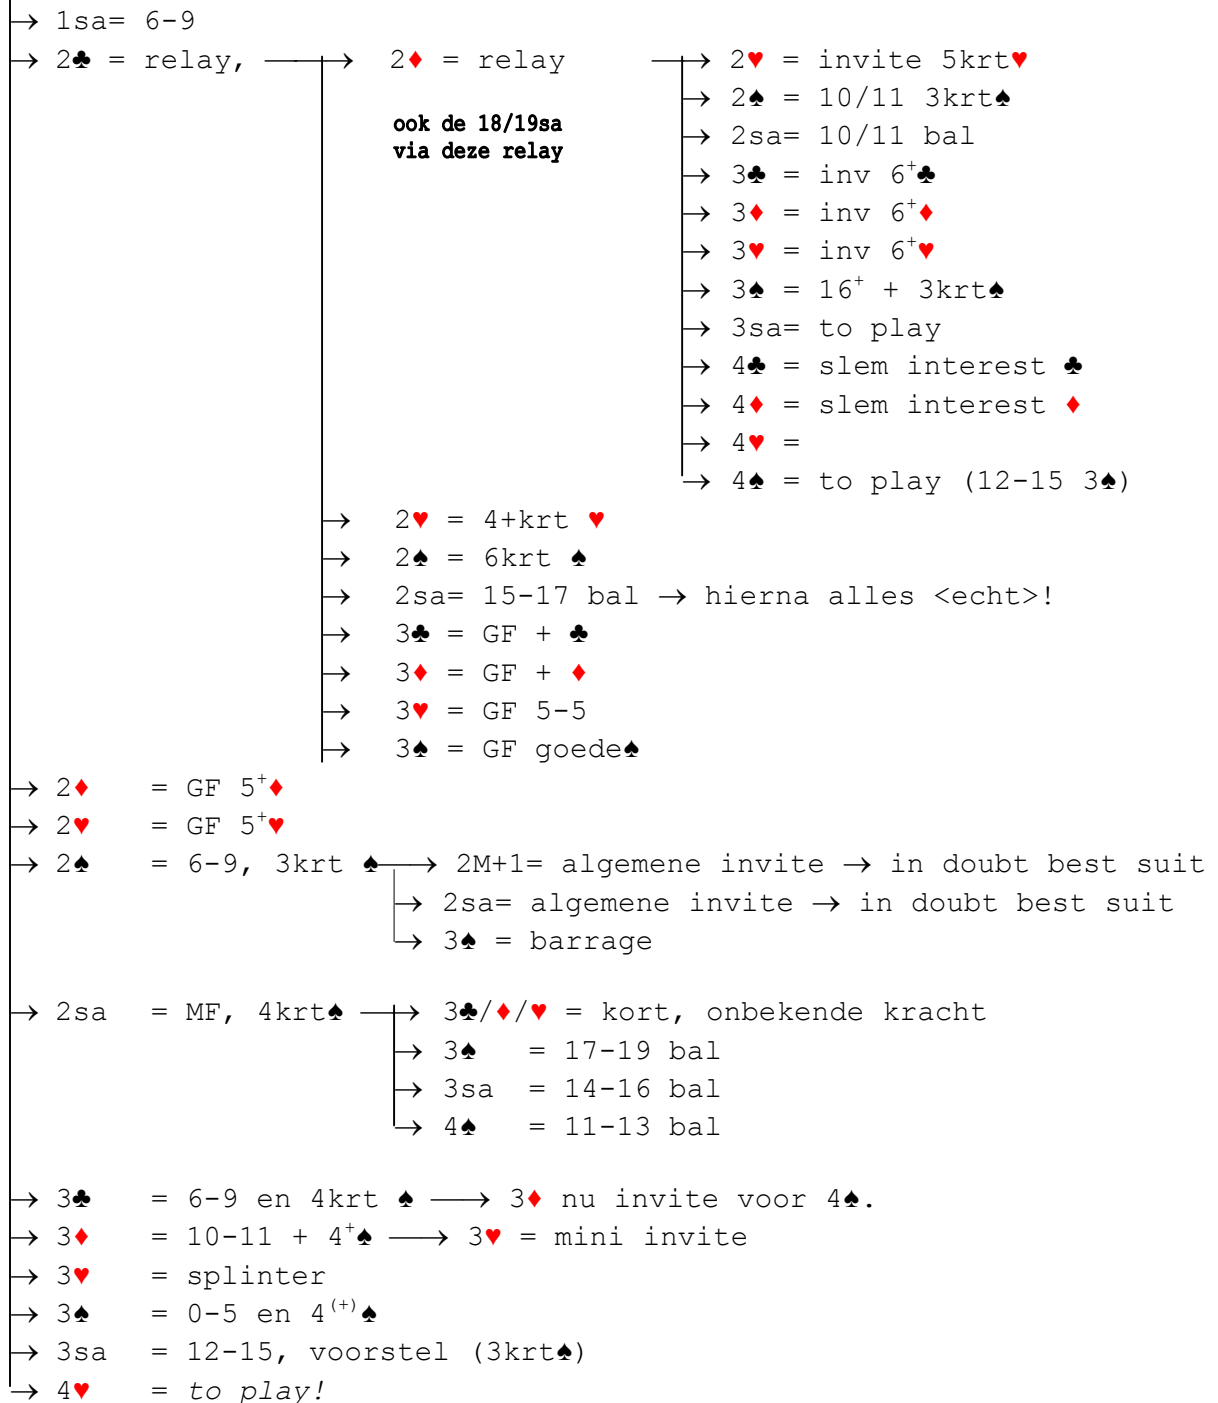 → 1sa= 6-9
→ 2♣ = relay, → 2♦ = relay → 2♥ = invite 5krt♥
→ 2♠ = 10/11 3krt♠
ook de 18/19sa
via deze relay
→ 2sa= 10/11 bal
→ 3♣ = inv 6⁺♣
→ 3♦ = inv 6⁺♦
→ 3♥ = inv 6⁺♥
→ 3♠ = 16⁺ + 3krt♠
→ 3sa= to play
→ 4♣ = slem interest ♣
→ 4♦ = slem interest ♦
→ 4♥ =
→ 4♠ = to play (12-15 3♠)
→ 2♥ = 4+krt ♥
→ 2♠ = 6krt ♠
→ 2sa= 15-17 bal → hierna alles <echt>!
→ 3♣ = GF + ♣
→ 3♦ = GF + ♦
→ 3♥ = GF 5-5
→ 3♠ = GF goede♠
→ 2♦ = GF 5⁺♦
→ 2♥ = GF 5⁺♥
→ 2♠ = 6-9, 3krt ♠ → 2M+1= algemene invite → in doubt best suit
→ 2sa= algemene invite → in doubt best suit
→ 3♠ = barrage
→ 2sa = MF, 4krt♠ → 3♣/♦/♥ = kort, onbekende kracht
→ 3♠ = 17-19 bal
→ 3sa = 14-16 bal
→ 4♠ = 11-13 bal
→ 3♣ = 6-9 en 4krt ♠ → 3♦ nu invite voor 4♠.
→ 3♦ = 10-11 + 4⁺♠ → 3♥ = mini invite
→ 3♥ = splinter
→ 3♠ = 0-5 en 4⁽⁺⁾♠
→ 3sa = 12-15, voorstel (3krt♠)
→ 4♥ = to play!